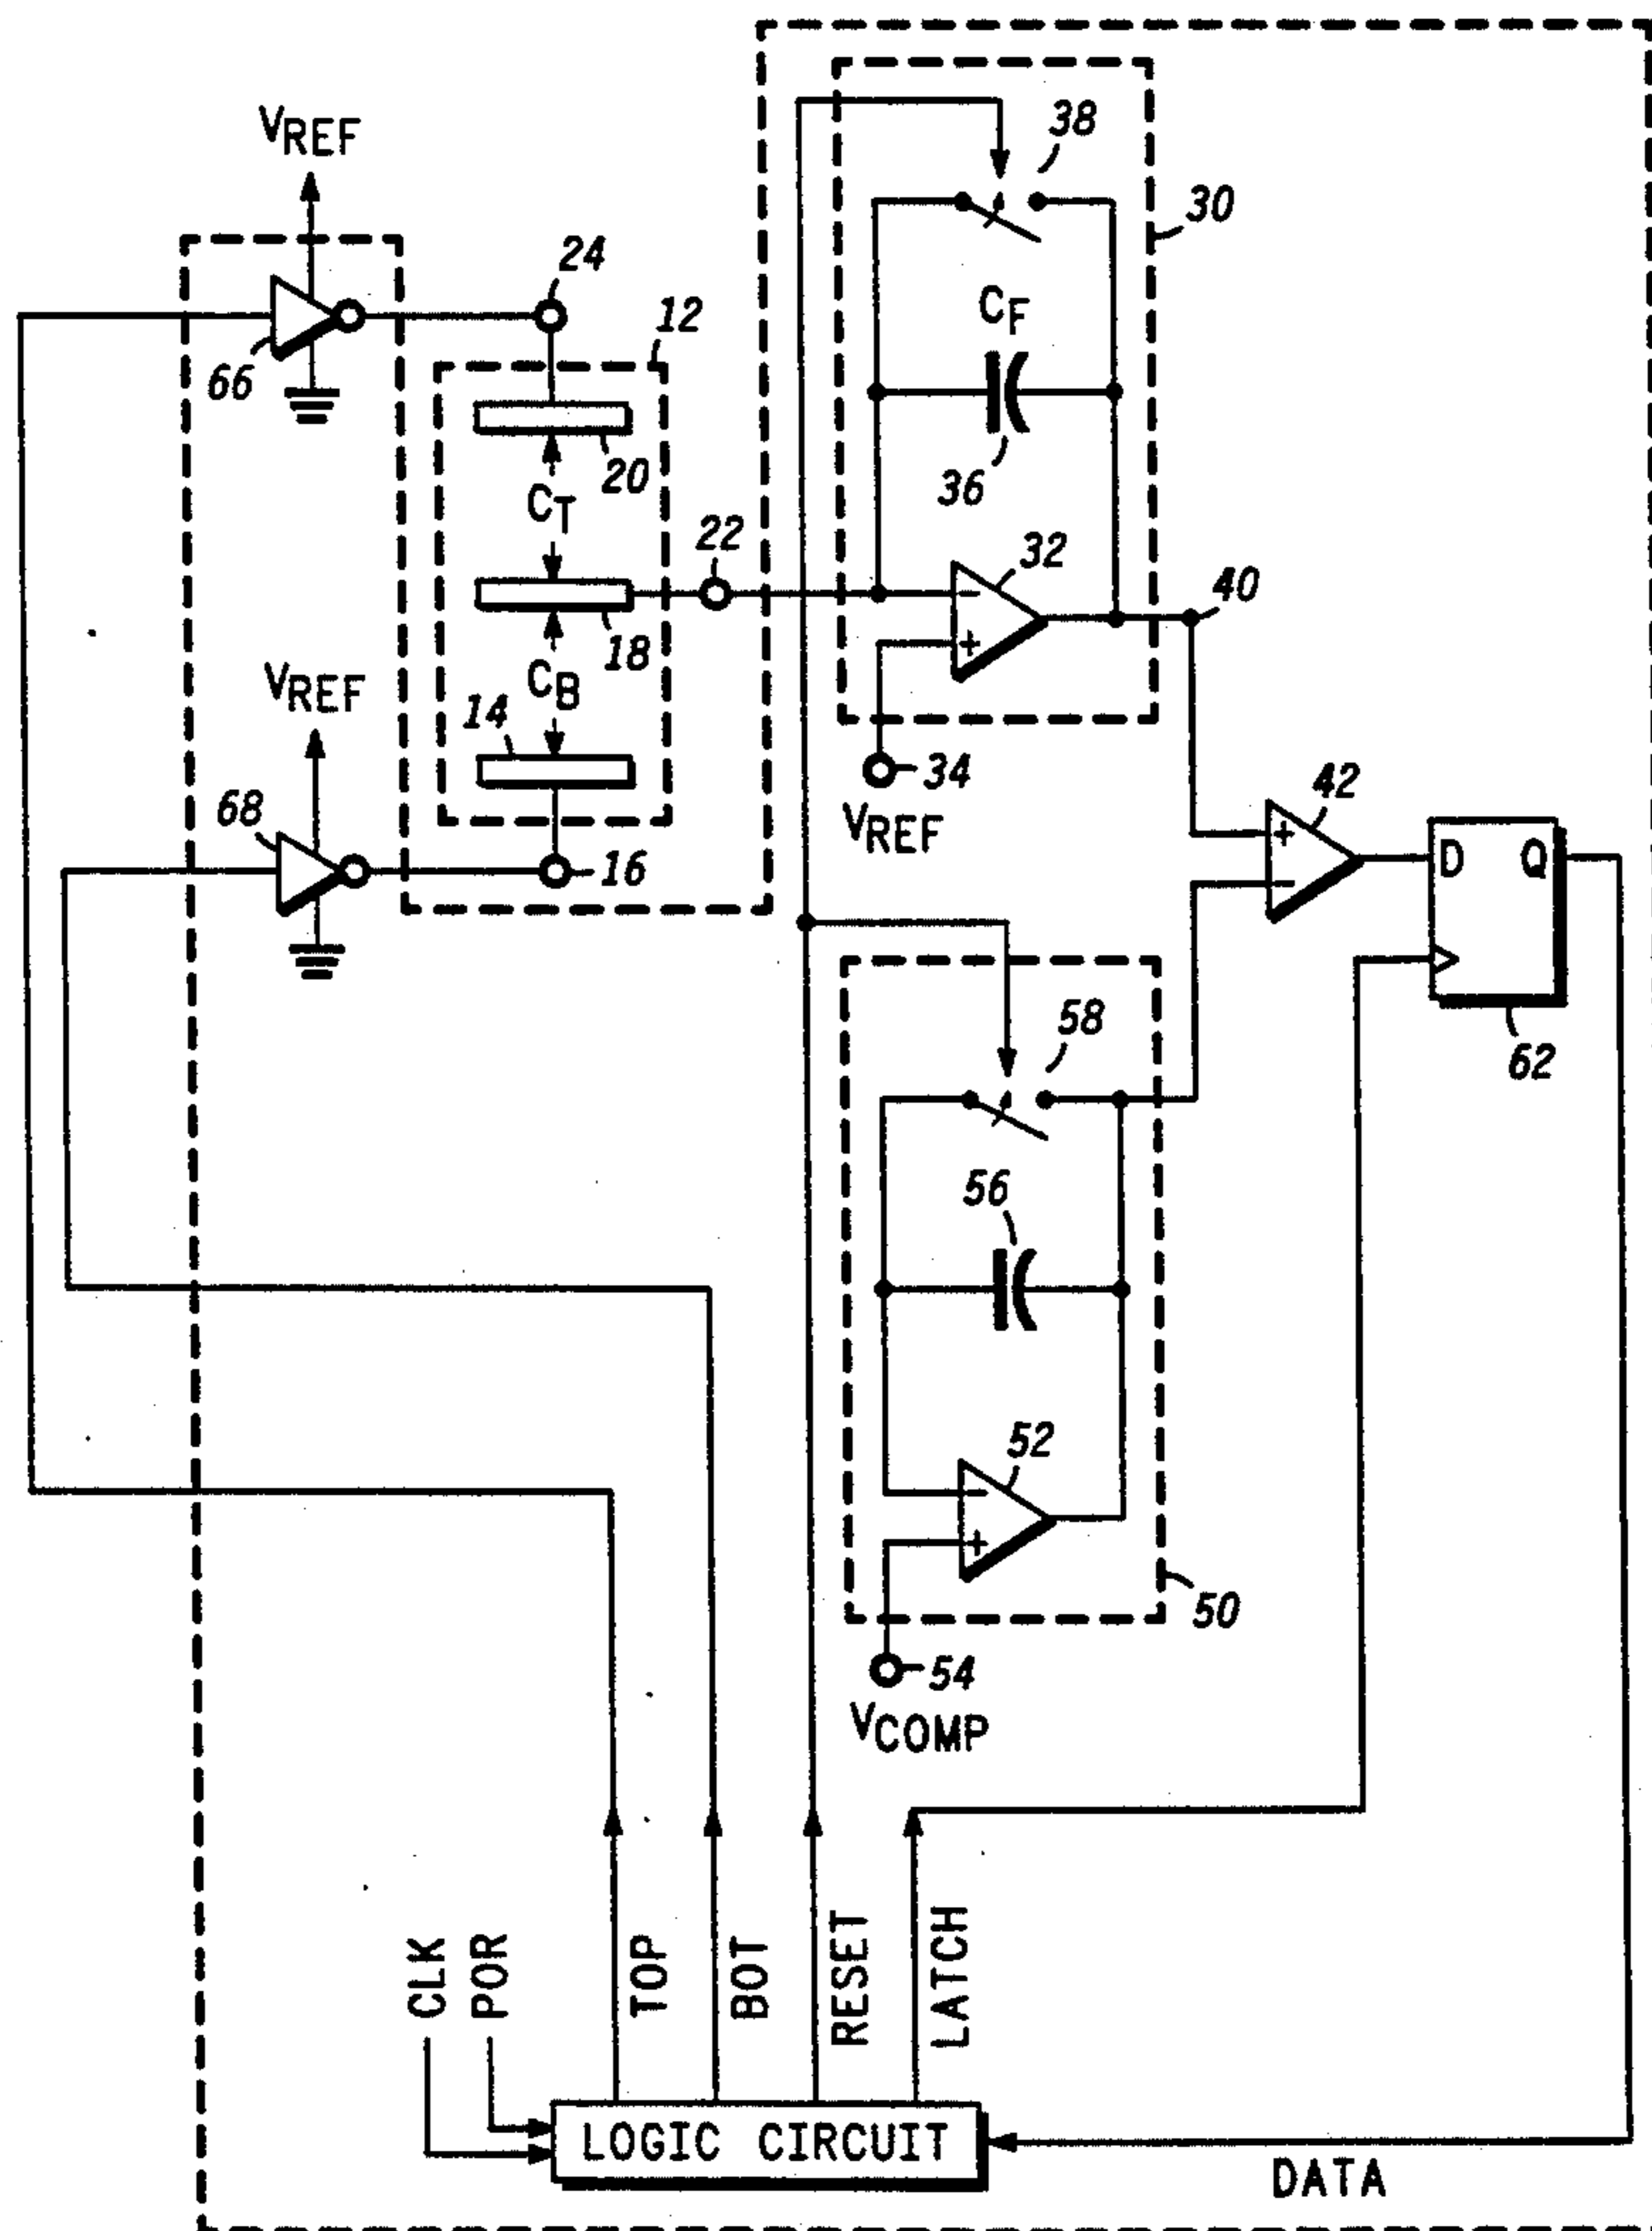 VREF
38
30
24
12
CF
66
20
36
CT
22
32
40
18
VREF
CB
14
34
42
68
VREF
16
D Q
58
62
56
52
50
54
VCOMP
CLK
POR
TOP
BOT
RESET
LATCH
LOGIC CIRCUIT
DATA